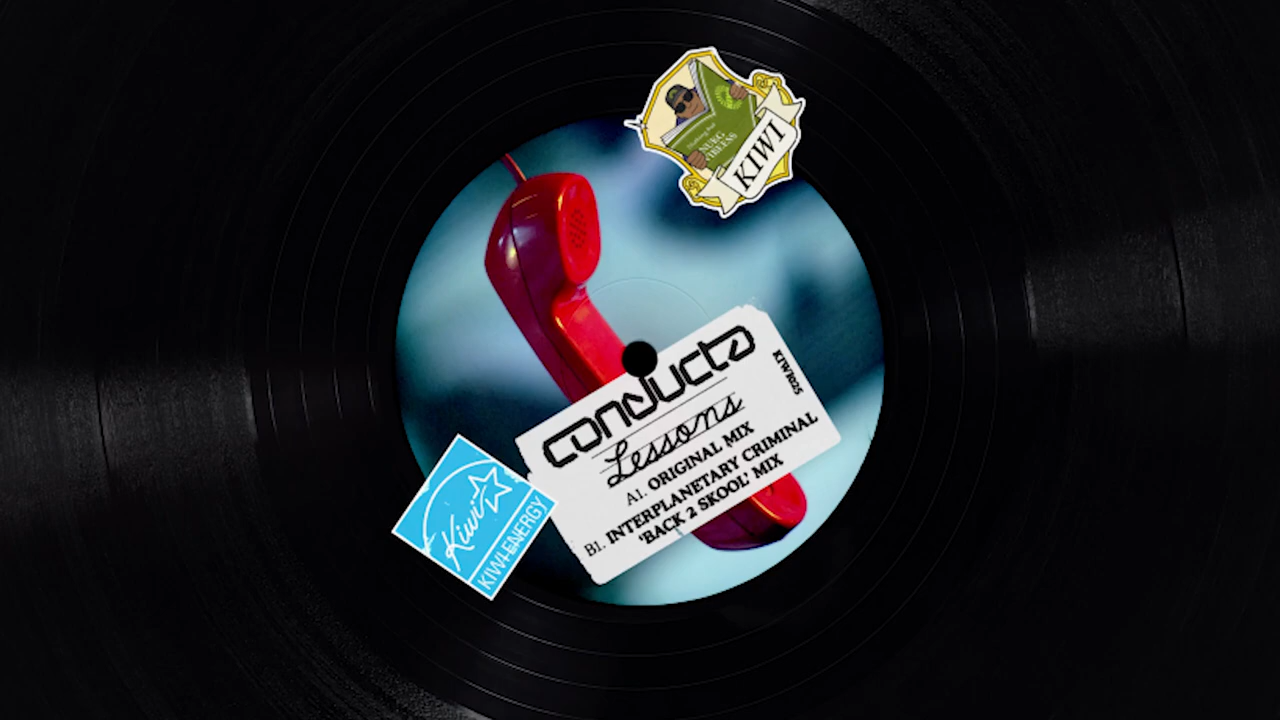 KIWI
conducta
KIWI025
Lessons
A1. ORIGINAL MIX
B1. INTERPLANETARY CRIMINAL
'BACK 2 SKOOL' MIX
Kiwi
KIWI ENERGY